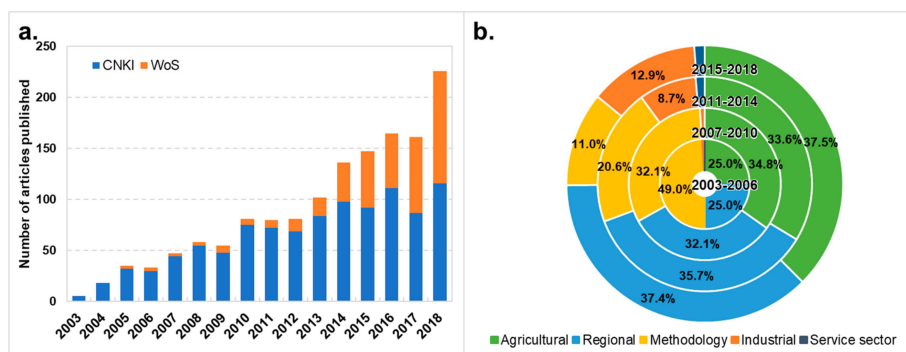 a.
CNKI WoS
Number of articles published
250
200
150
100
50
0
2003 2004 2005 2006 2007 2008 2009 2010 2011 2012 2013 2014 2015 2016 2017 2018
b.
2015-2018
12.9%
2011-2014
8.7%
2007-2010
33.6% 37.5%
11.0% 20.6% 32.1% 25.0% 34.8%
49.0% 2003-2006
25.0%
32.1%
35.7%
37.4%
Agricultural Regional Methodology Industrial Service sector